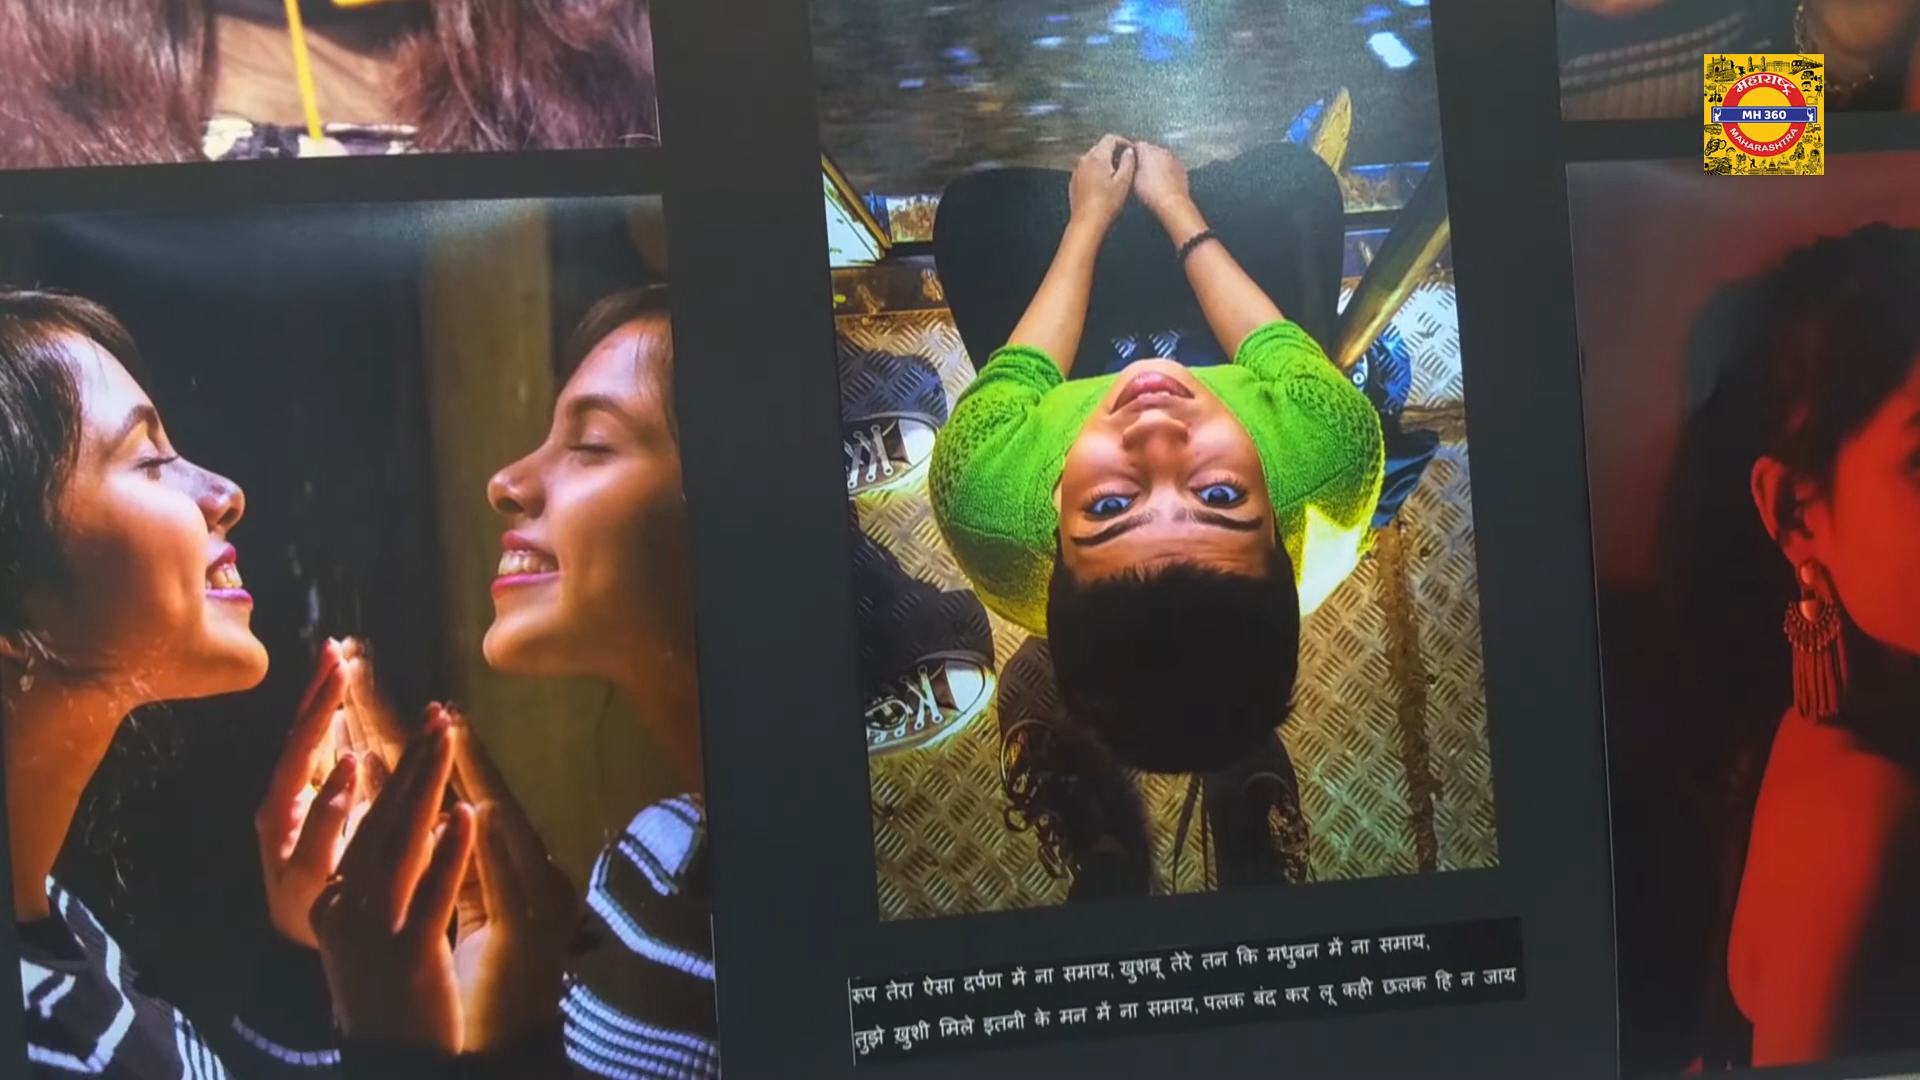 महाराष्ट्र
MH 360
MAHARASHTRA
रूप तेरा ऐसा दर्पण में ना समाय, खुशबू तेरे तन कि मधुबन में ना समाय,
तुझे ख़ुशी मिले इतनी के मन में ना समाय, पलक बंद कर लू कही छलक हि न जाय